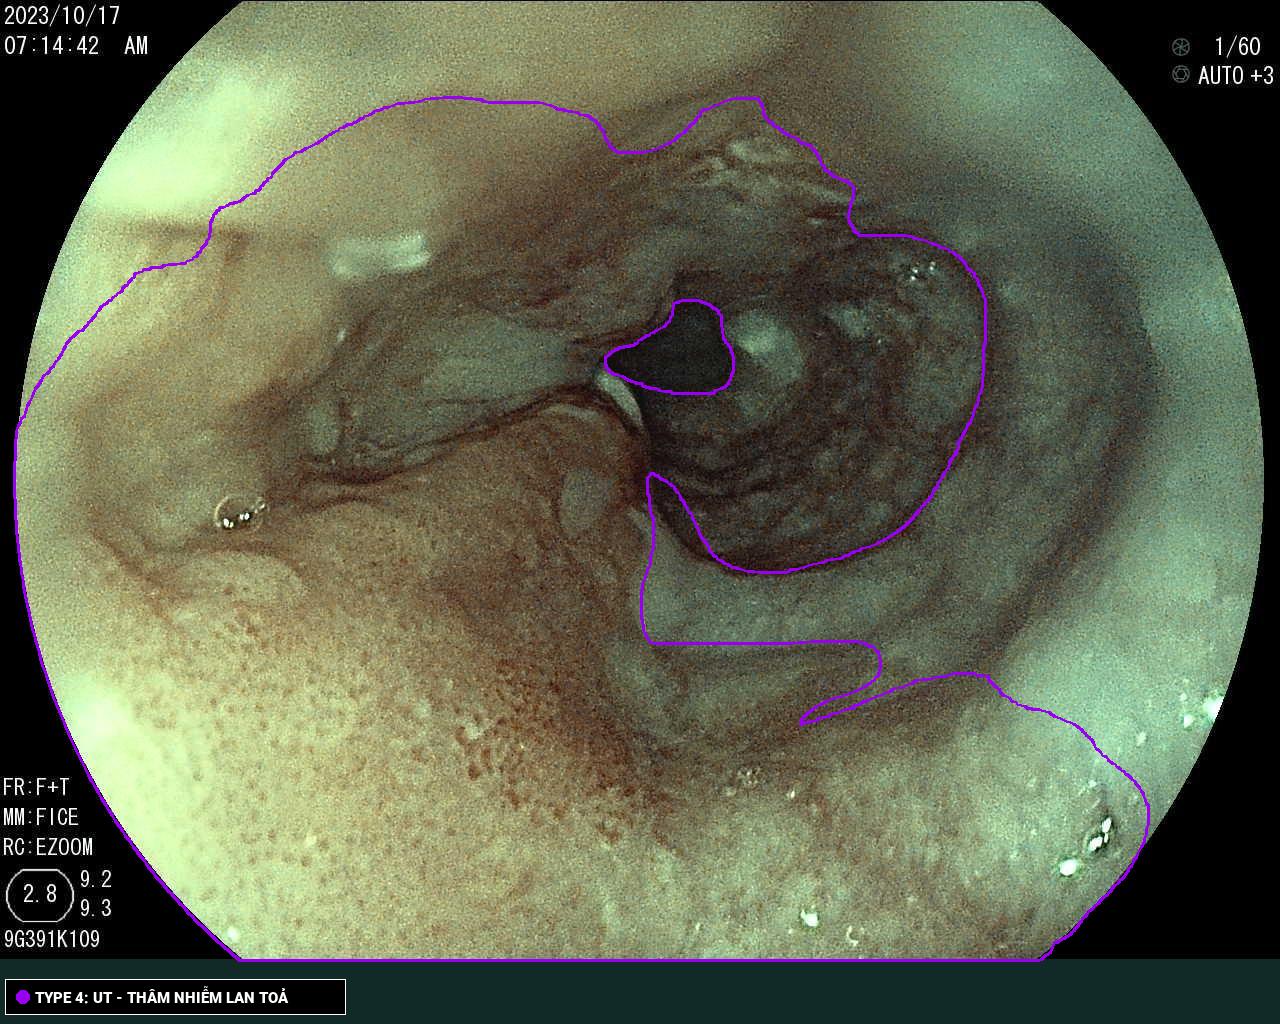 2023/10/17
07:14:42 AM
1/60
AUTO +3
FR:F+T
MM:FICE
RC:EZOOM
2.8
9.2
9.3
9G391K109
TYPE 4: UT - THÂM NHIỄM LAN TOẢ